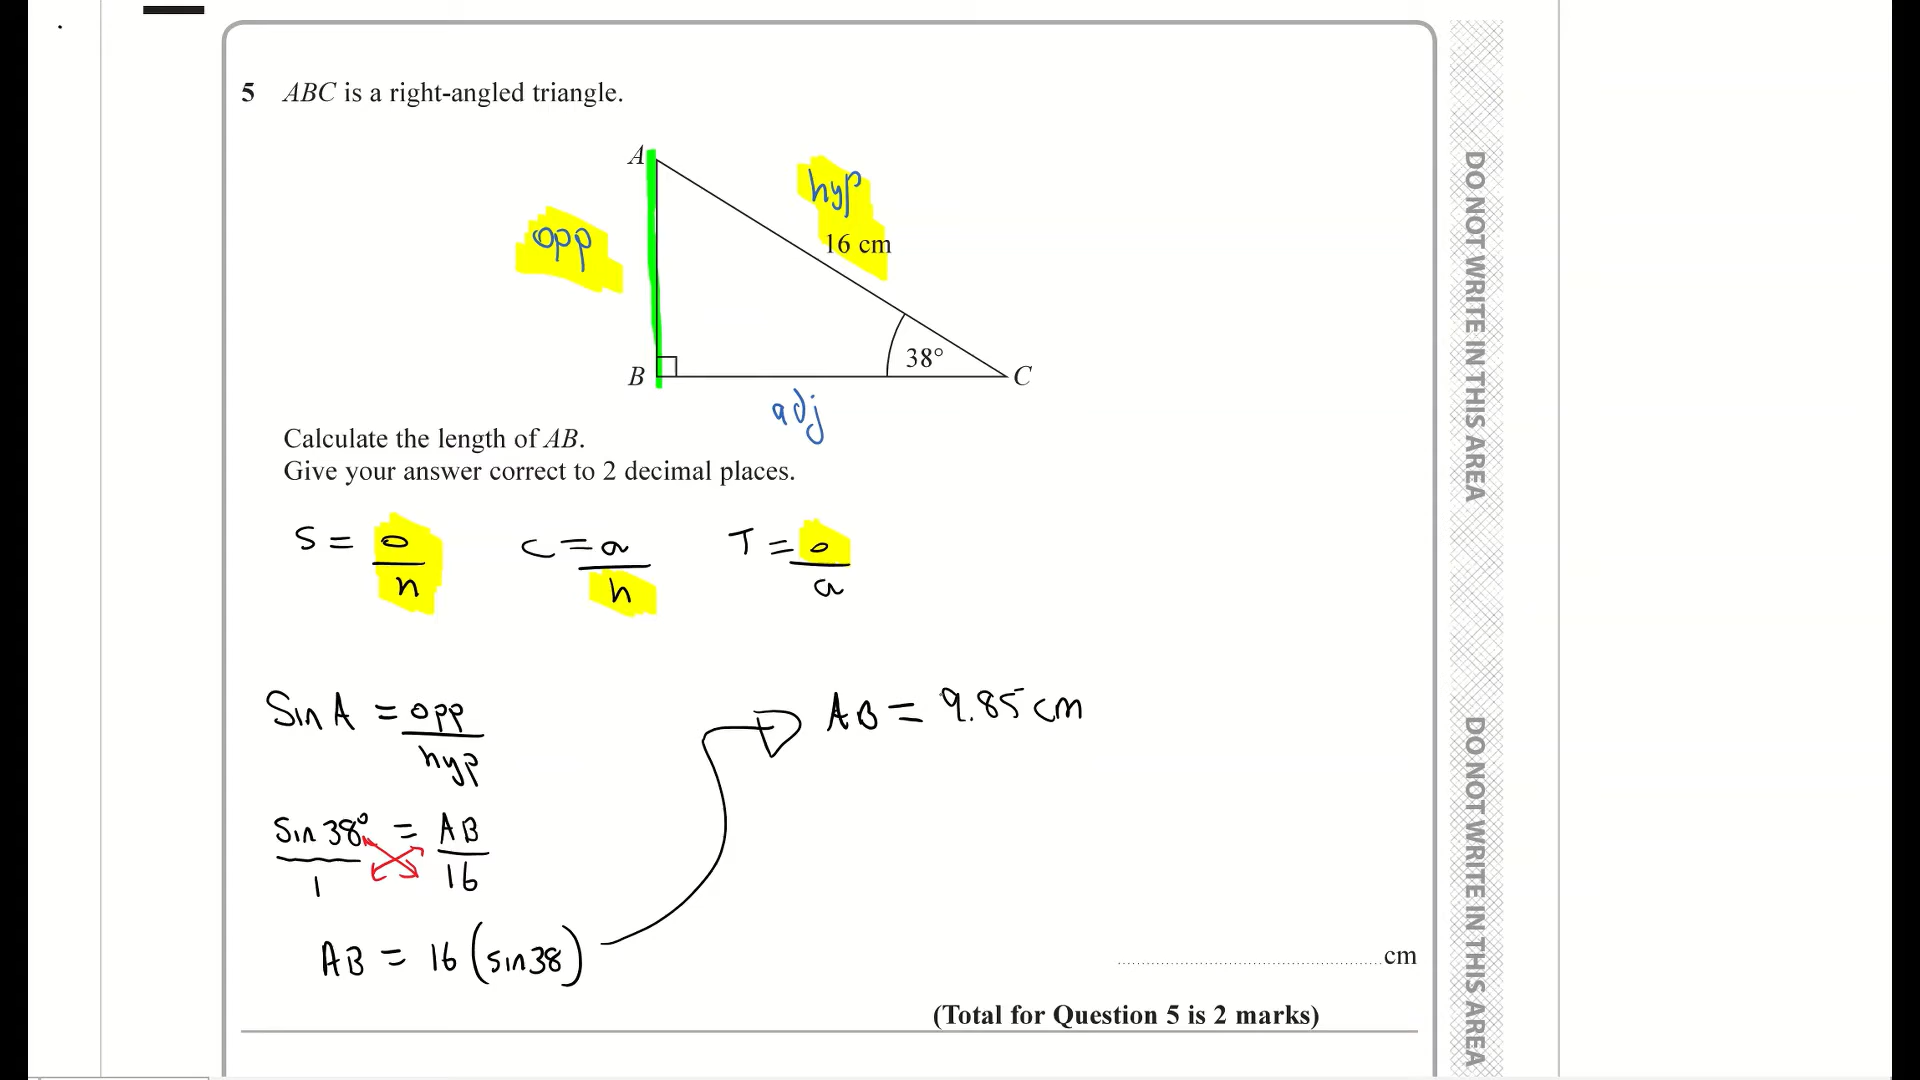 5 ABC is a right-angled triangle.
A
hyp
opp
16 cm
38°
B
C
adj
Calculate the length of AB.
Give your answer correct to 2 decimal places.
S = o/h C = a/h T = o/a
Sin A = opp/hyp
AB = 9.85 cm
Sin 38°/1 = AB/16
AB = 16 (sin 38)
cm
(Total for Question 5 is 2 marks)
DO NOT WRITE IN THIS AREA
DO NOT WRITE IN THIS AREA